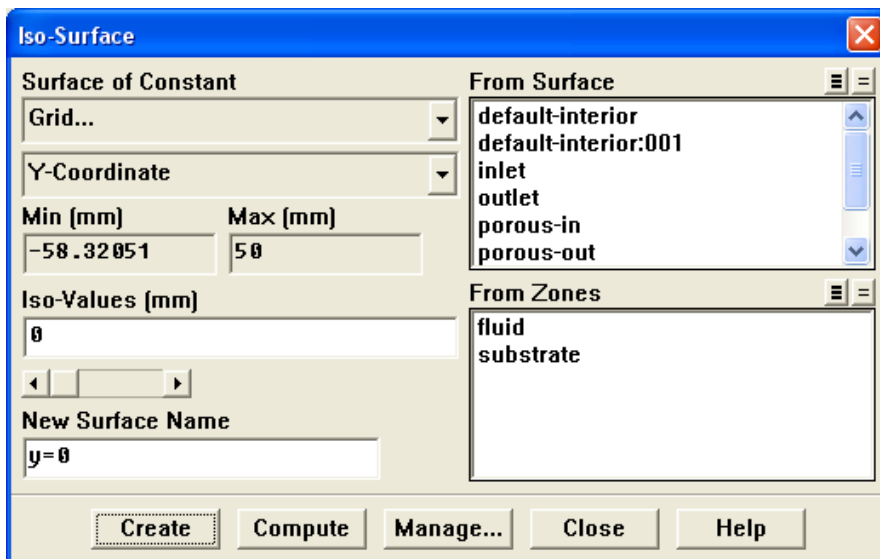 Iso-Surface
Surface of Constant
Grid...
Y-Coordinate
Min (mm) Max (mm)
-58.32051 50
Iso-Values (mm)
0
New Surface Name
y=0
From Surface
default-interior
default-interior:001
inlet
outlet
porous-in
porous-out
From Zones
fluid
substrate
Create Compute Manage... Close Help